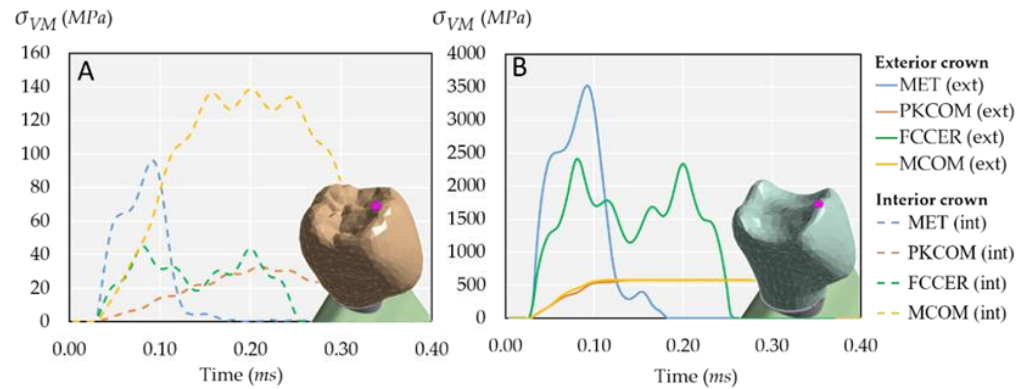 σVM (MPa)
160
140
120
100
80
60
40
20
0
A
0.00 0.10 0.20 0.30 0.40
Time (ms)
σVM (MPa)
4000
3500
3000
2500
2000
1500
1000
500
0
B
0.00 0.10 0.20 0.30 0.40
Time (ms)
Exterior crown
MET (ext)
PKCOM (ext)
FCCER (ext)
MCOM (ext)
Interior crown
MET (int)
PKCOM (int)
FCCER (int)
MCOM (int)